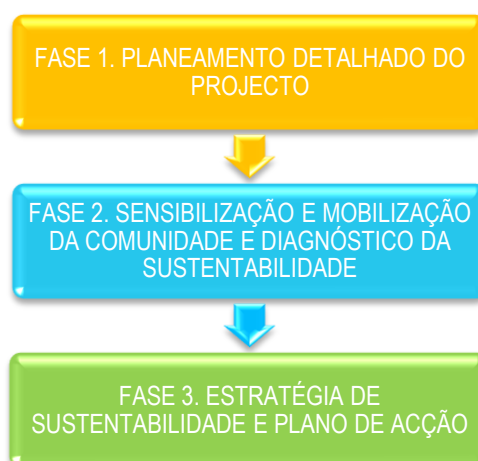 FASE 1. PLANEAMENTO DETALHADO DO
PROJECTO
FASE 2. SENSIBILIZAÇÃO E MOBILIZAÇÃO
DA COMUNIDADE E DIAGNÓSTICO DA
SUSTENTABILIDADE
FASE 3. ESTRATÉGIA DE
SUSTENTABILIDADE E PLANO DE ACÇÃO